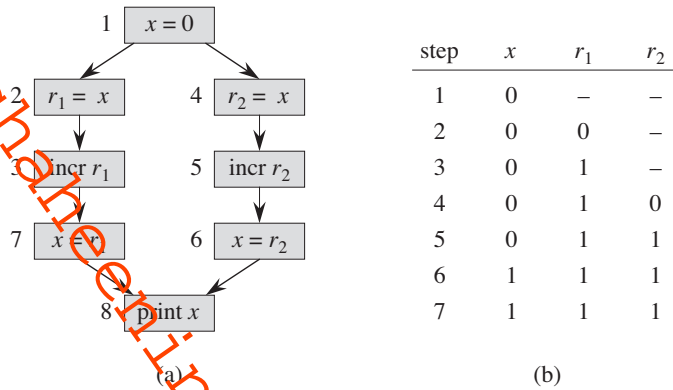 1 x = 0
2 r₁ = x 4 r₂ = x
3 incr r₁ 5 incr r₂
7 x = r₁ 6 x = r₂
8 print x
(a)
step x r₁ r₂
1 0 – –
2 0 0 –
3 0 1 –
4 0 1 0
5 0 1 1
6 1 1 1
7 1 1 1
(b)